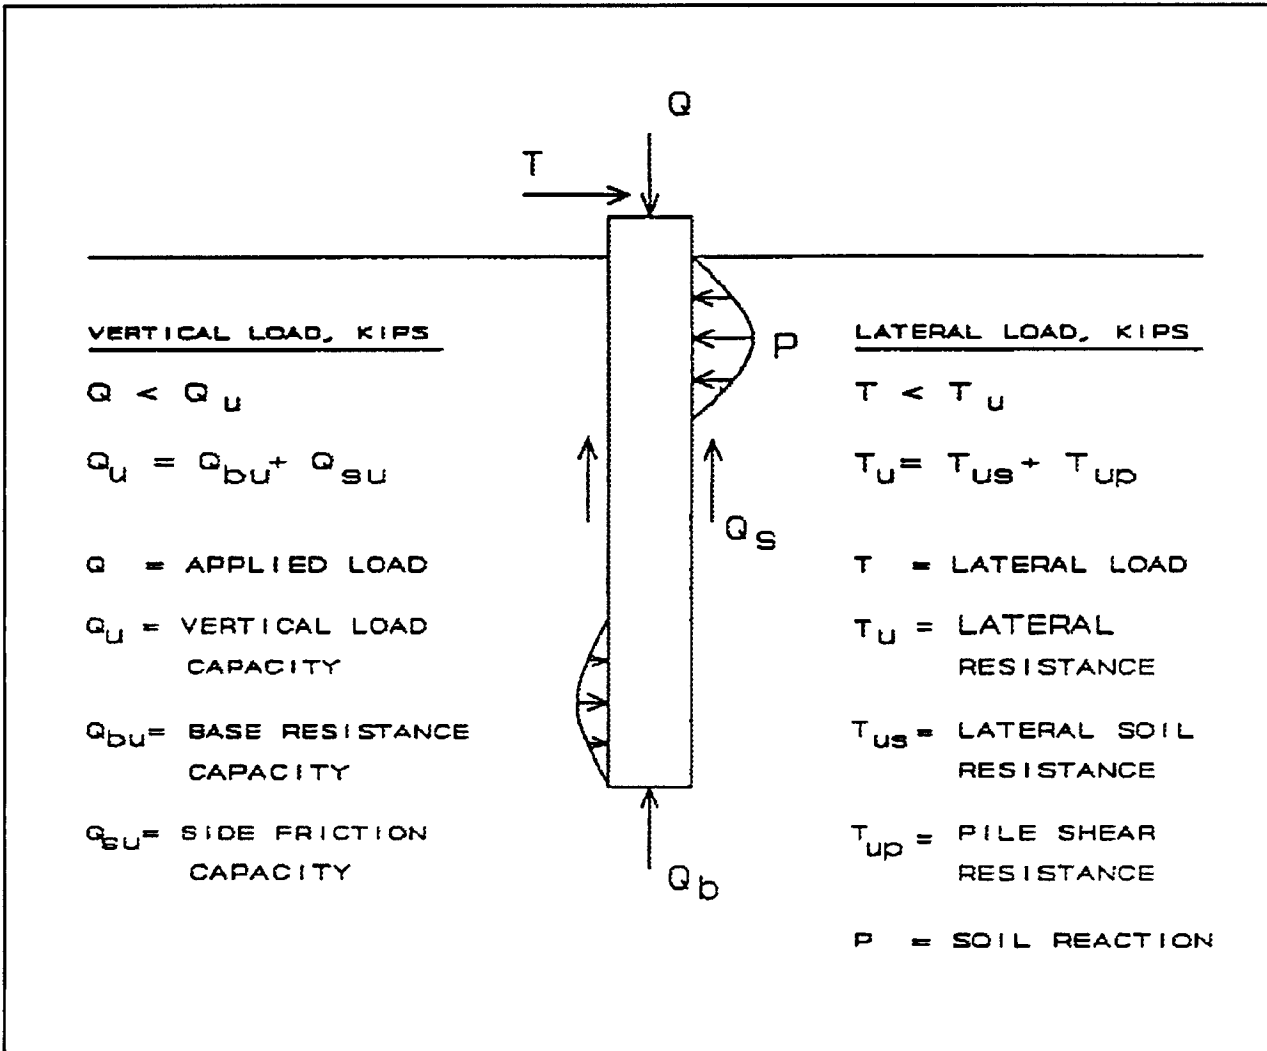 Q
T
VERTICAL LOAD, KIPS
Q < Qu
Qu = Qbu+ Qsu
Q = APPLIED LOAD
Qu = VERTICAL LOAD
CAPACITY
Qbu= BASE RESISTANCE
CAPACITY
Qsu= SIDE FRICTION
CAPACITY
P
Qs
Qb
LATERAL LOAD, KIPS
T < Tu
Tu= Tus+ Tup
T = LATERAL LOAD
Tu = LATERAL
RESISTANCE
Tus= LATERAL SOIL
RESISTANCE
Tup= PILE SHEAR
RESISTANCE
P = SOIL REACTION